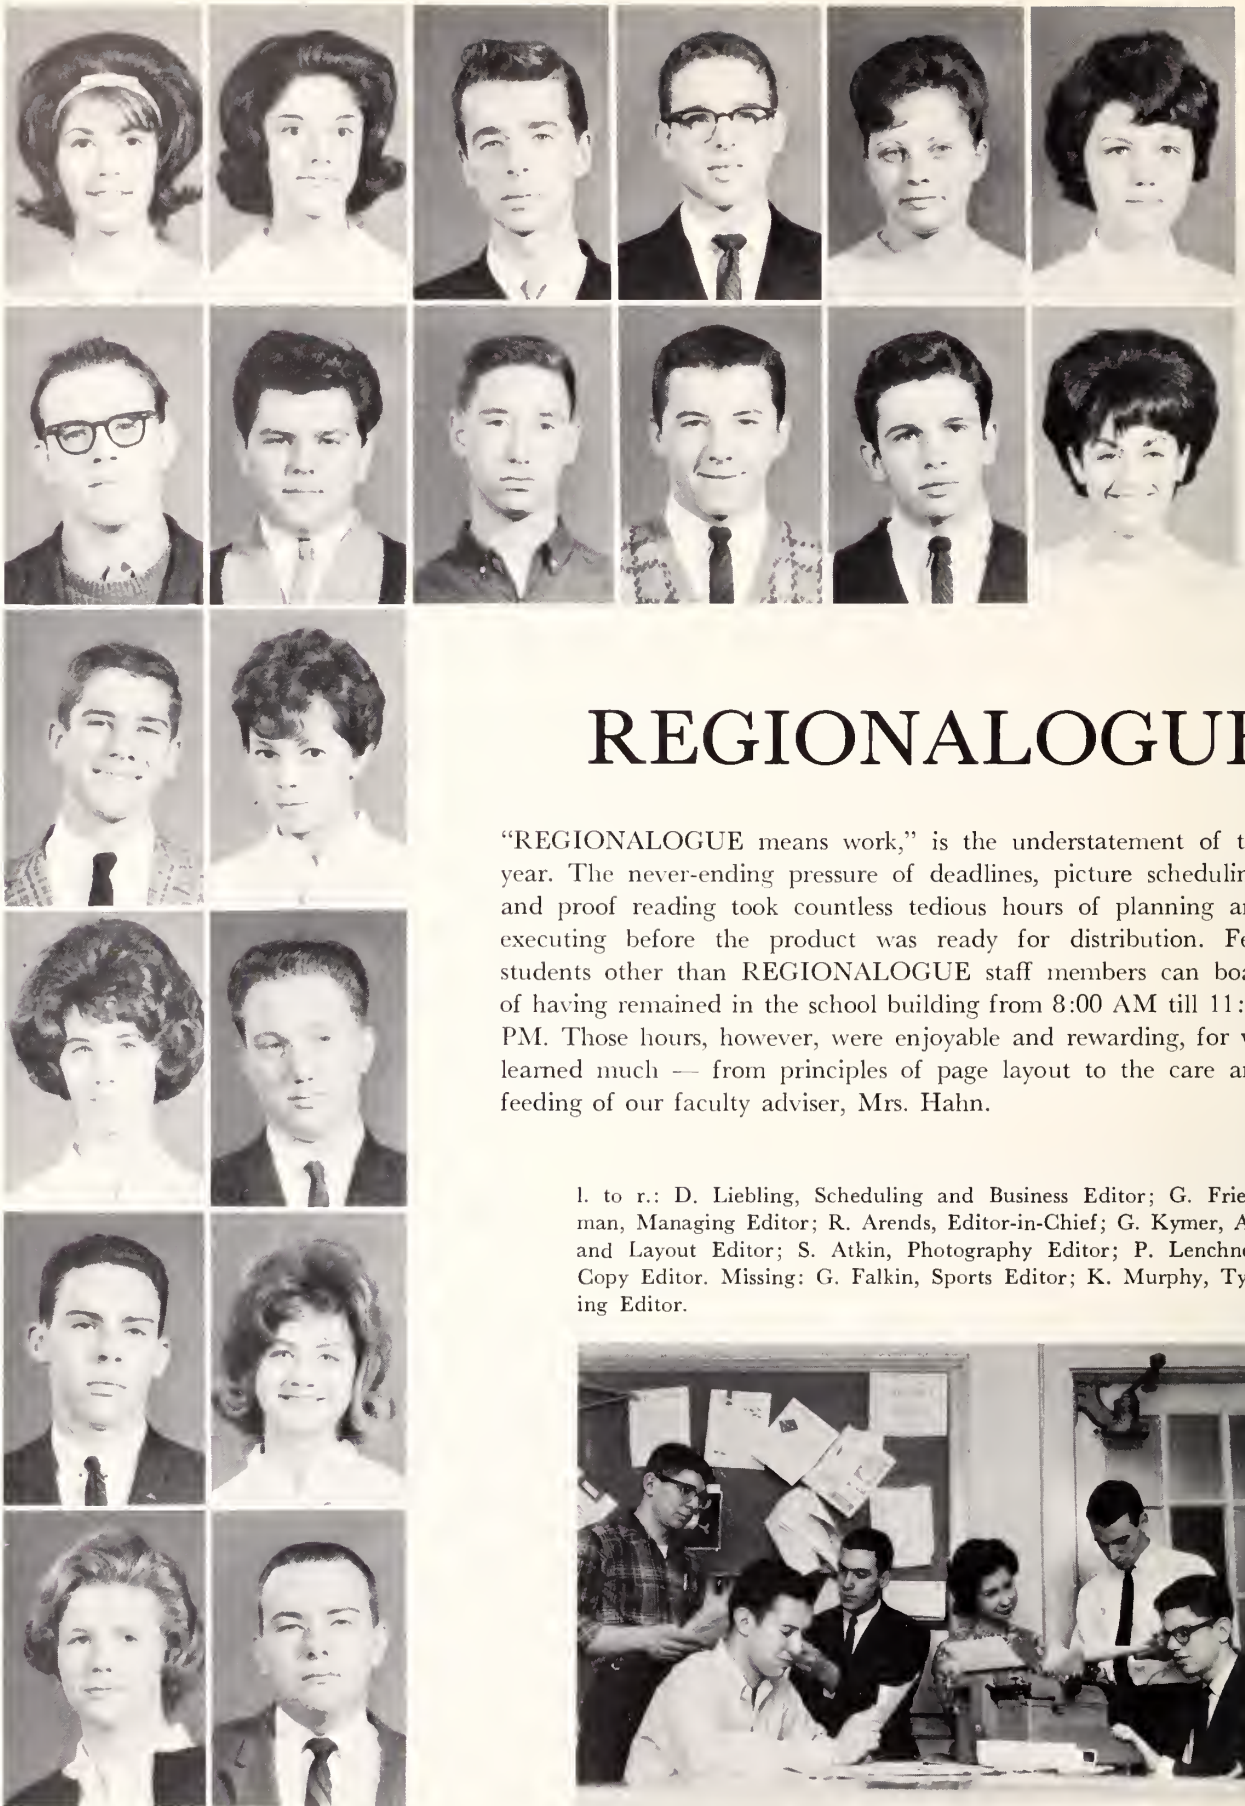 REGIONALOGUE
“REGIONALOGUE means work,” is the understatement of
year. The never-ending pressure of deadlines, picture
and proof reading took countless tedious hours of planning
executing before the product was ready for distribution.
students other than REGIONALOGUE staff members can
of having remained in the school building from 8:00 AM till
PM. Those hours, however, were enjoyable and rewarding, for
learned much — from principles of page layout to the care
feeding of our faculty adviser, Mrs. Hahn.
l. to r.: D. Liebling, Scheduling and Business Editor; G.
man, Managing Editor; R. Arends, Editor-in-Chief; G. Kymer,
and Layout Editor; S. Atkin, Photography Editor; P.
Copy Editor. Missing: G. Falkin, Sports Editor; K. Murphy,
ing Editor.